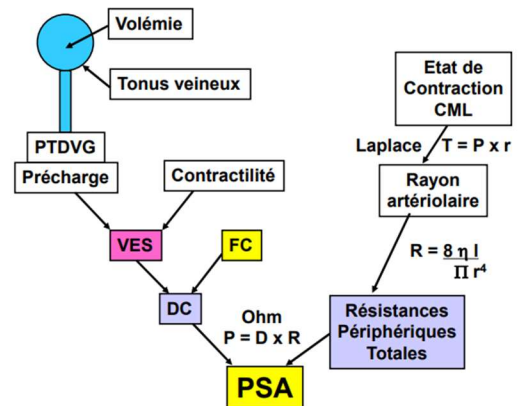 Volémie
Tonus veineux
PTDVG
Précharge
Contractilité
VES
FC
DC
Etat de
Contraction
CML
Laplace T = P x r
Rayon
artériolaire
R = 8 η l
Π r⁴
Résistances
Périphériques
Totales
Ohm
P = D x R
PSA